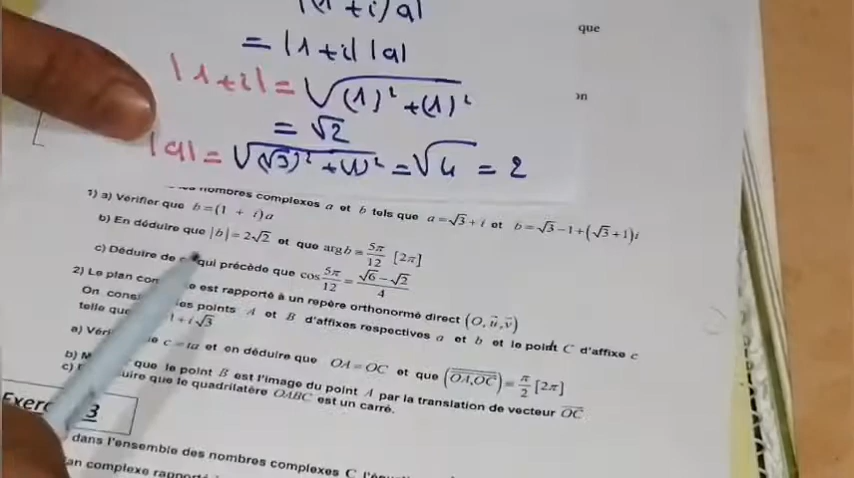 |(1+i)a|
= |1+i| |a|
|1+i| = √(1)²+(1)²
= √2
|a| = √(√3)²+(1)² = √4 = 2
que
on
nombres complexes a et b tels que a=√3+i et b=√3-1+(√3+1)i
1) a) Vérifier que b=(1 + i)a
b) En déduire que |b|=2√2 et que arg b = 5π/12 [2π]
c) Déduire de qui précède que cos 5π/12 = (√6-√2)/4
2) Le plan est rapporté à un repère orthonormé direct (O,u,v)
On points A et B d'affixes respectives a et b et le point C d'affixe c
telle que 1+i√3
a) c = ia et en déduire que OA=OC et que (OA,OC) = π/2 [2π]
b) que le point B est l'image du point A par la translation de vecteur OC
c) que le quadrilatère OABC est un carré.
3
dans l'ensemble des nombres complexes C
complexe